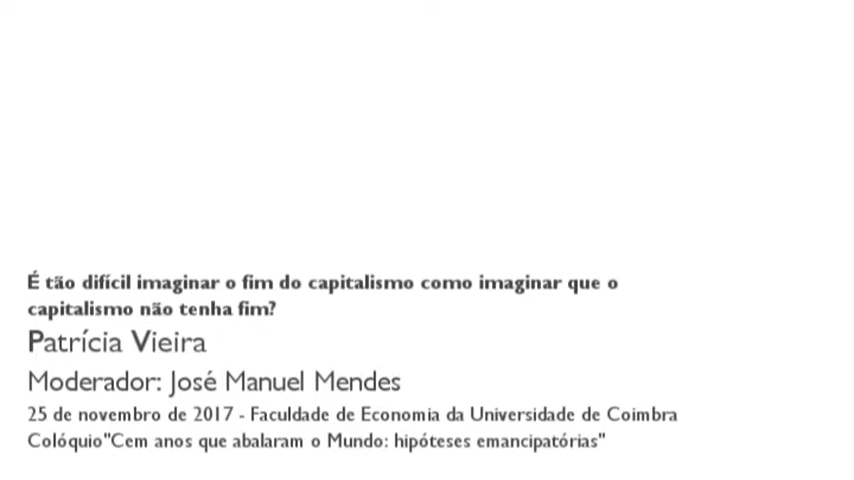 É tão difícil imaginar o fim do capitalismo como imaginar que o
capitalismo não tenha fim?
Patrícia Vieira
Moderador: José Manuel Mendes
25 de novembro de 2017 - Faculdade de Economia da Universidade de Coimbra
Colóquio"Cem anos que abalaram o Mundo: hipóteses emancipatórias"